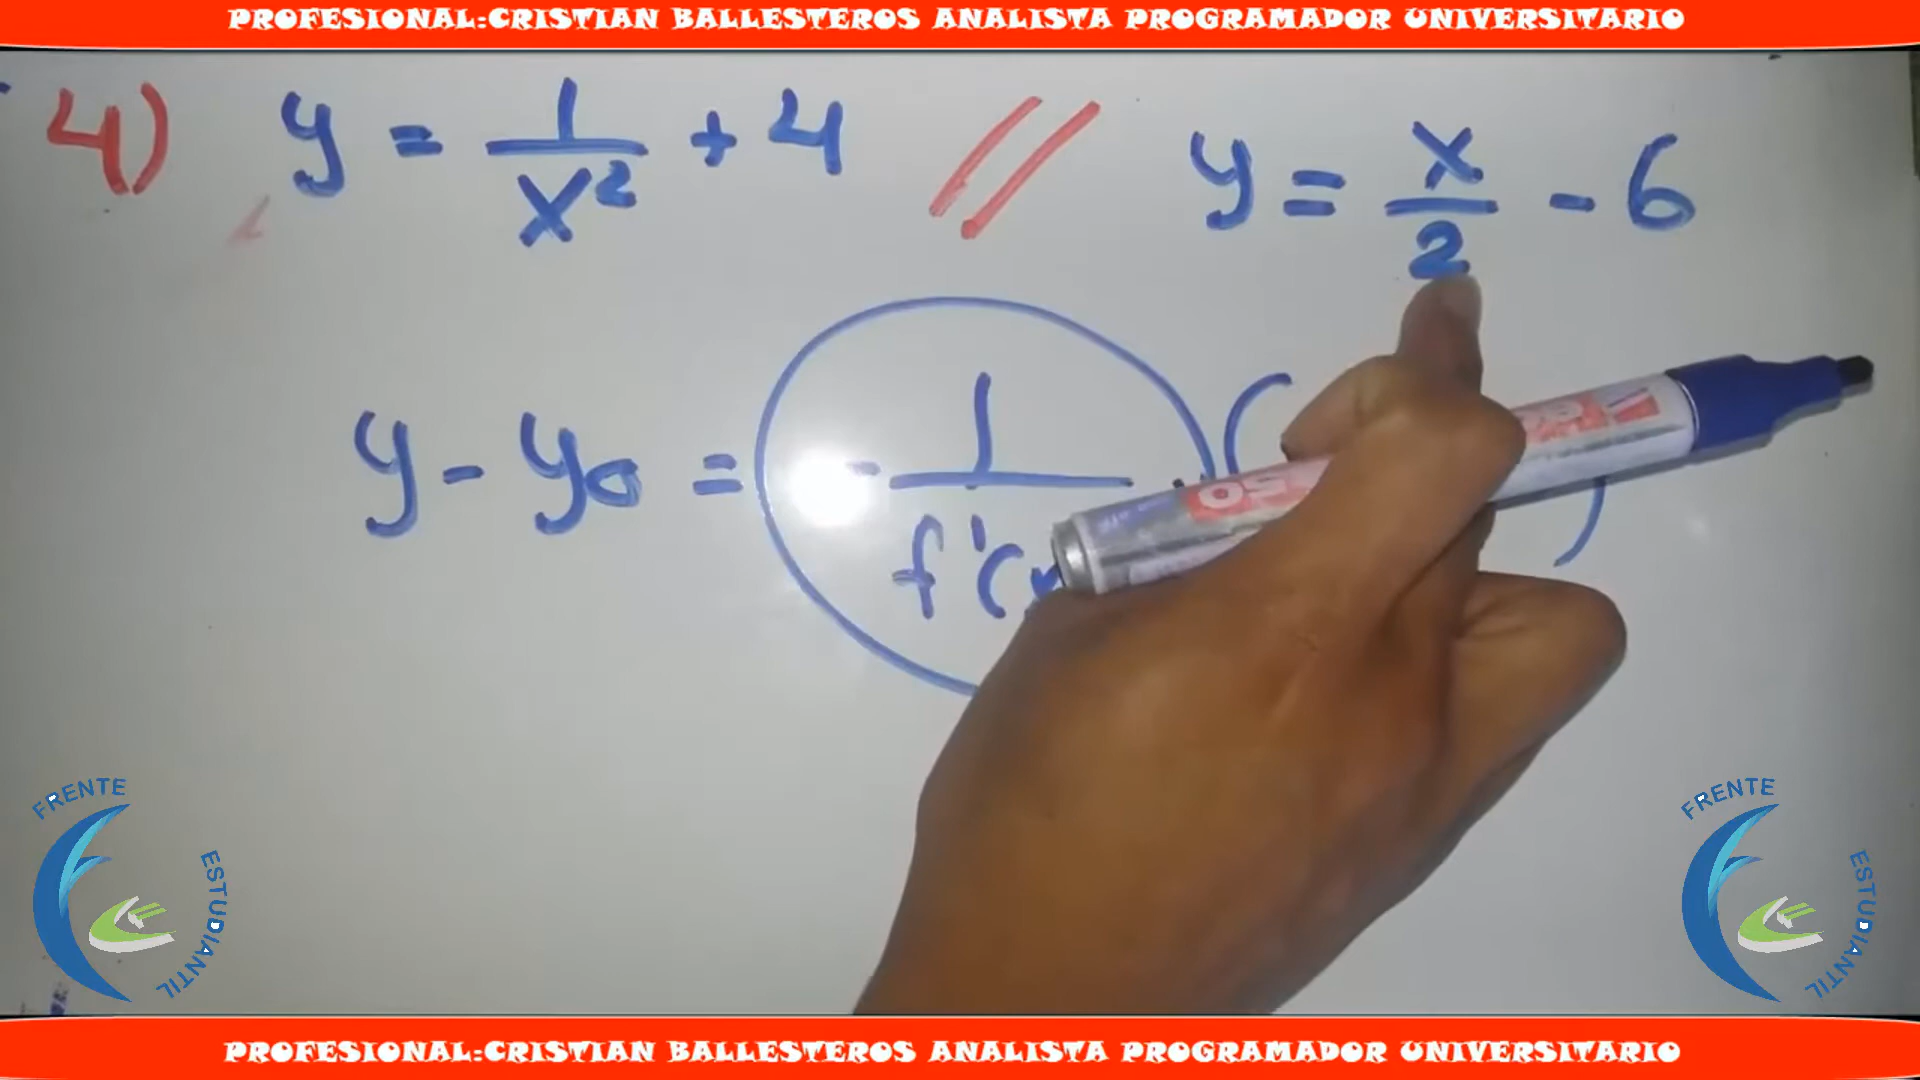 PROFESIONAL:CRISTIAN BALLESTEROS ANALISTA PROGRAMADOR UNIVERSITARIO
4) y = 1/x² + 4 // y = x/2 - 6
y - y₀ = - 1/f'(x (
)
50
FRENTE ESTUDIANTIL
FRENTE ESTUDIANTIL
PROFESIONAL:CRISTIAN BALLESTEROS ANALISTA PROGRAMADOR UNIVERSITARIO